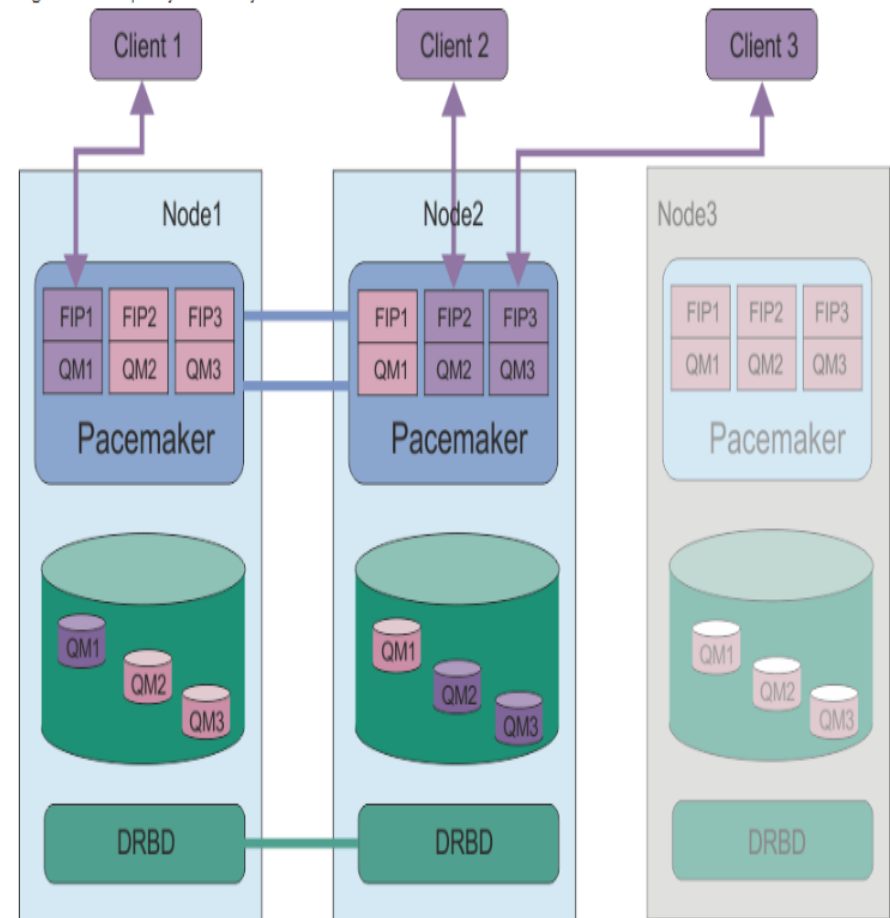 Client 1
Client 2
Client 3
Node1
Node2
Node3
FIP1 FIP2 FIP3
QM1 QM2 QM3
Pacemaker
FIP1 FIP2 FIP3
QM1 QM2 QM3
Pacemaker
FIP1 FIP2 FIP3
QM1 QM2 QM3
Pacemaker
QM1
QM2
QM3
QM1
QM2
QM3
QM1
QM2
QM3
DRBD
DRBD
DRBD